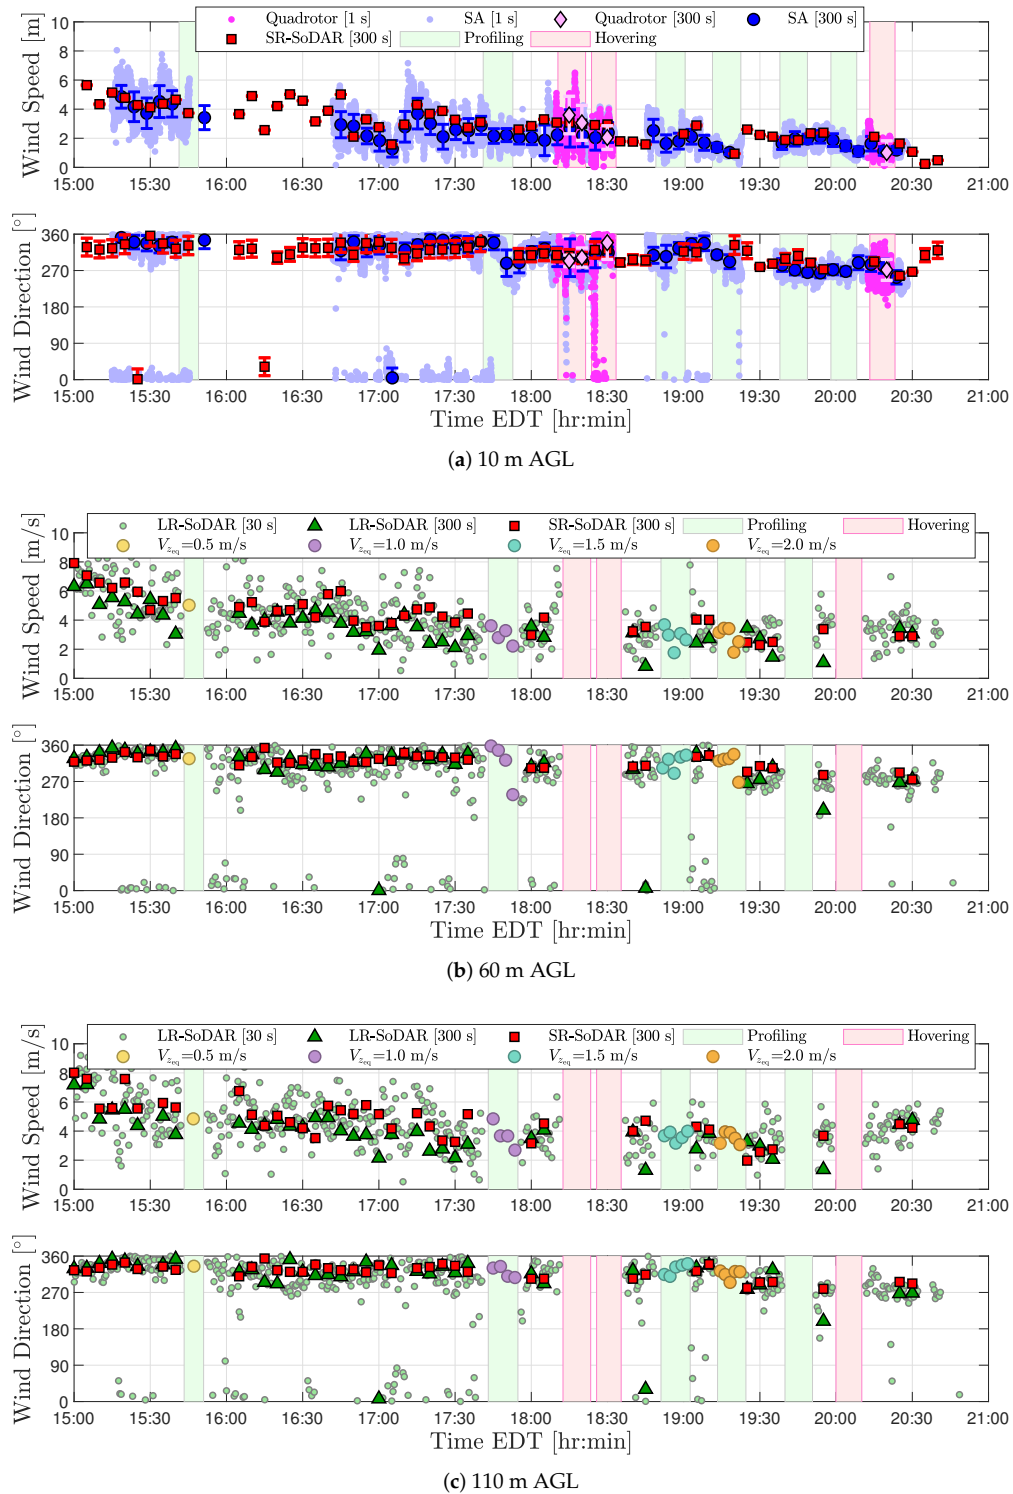 Quadrotor [1 s] SA [1 s] Quadrotor [300 s] SA [300 s]
SR-SoDAR [300 s] Profiling Hovering
Wind Speed [m]
10
8
6
4
2
0
15:00 15:30 16:00 16:30 17:00 17:30 18:00 18:30 19:00 19:30 20:00 20:30 21:00
Wind Direction [°]
360
270
180
90
0
15:00 15:30 16:00 16:30 17:00 17:30 18:00 18:30 19:00 19:30 20:00 20:30 21:00
Time EDT [hr:min]
(a) 10 m AGL
LR-SoDAR [30 s] LR-SoDAR [300 s] SR-SoDAR [300 s] Profiling Hovering
V_zeq=0.5 m/s V_zeq=1.0 m/s V_zeq=1.5 m/s V_zeq=2.0 m/s
Wind Speed [m/s]
10
8
6
4
2
0
15:00 15:30 16:00 16:30 17:00 17:30 18:00 18:30 19:00 19:30 20:00 20:30 21:00
Wind Direction [°]
360
270
180
90
0
15:00 15:30 16:00 16:30 17:00 17:30 18:00 18:30 19:00 19:30 20:00 20:30 21:00
Time EDT [hr:min]
(b) 60 m AGL
LR-SoDAR [30 s] LR-SoDAR [300 s] SR-SoDAR [300 s] Profiling Hovering
V_zeq=0.5 m/s V_zeq=1.0 m/s V_zeq=1.5 m/s V_zeq=2.0 m/s
Wind Speed [m/s]
10
8
6
4
2
0
15:00 15:30 16:00 16:30 17:00 17:30 18:00 18:30 19:00 19:30 20:00 20:30 21:00
Wind Direction [°]
360
270
180
90
0
15:00 15:30 16:00 16:30 17:00 17:30 18:00 18:30 19:00 19:30 20:00 20:30 21:00
Time EDT [hr:min]
(c) 110 m AGL